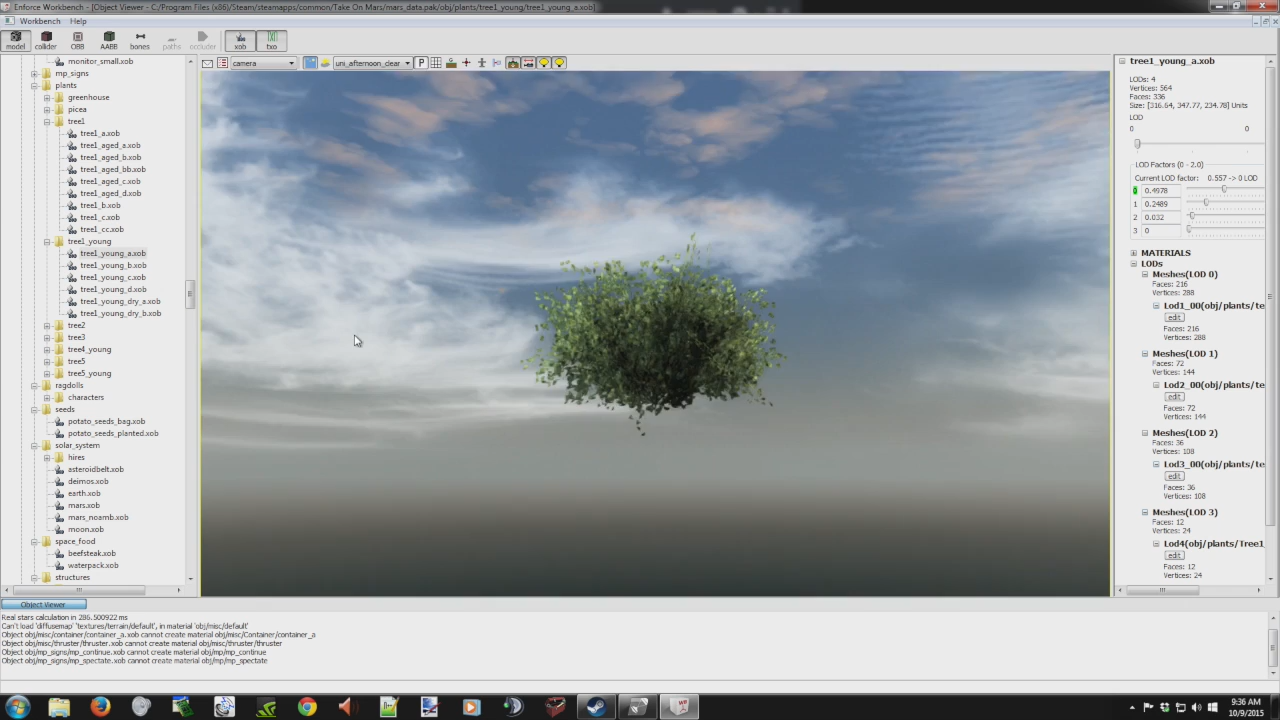 Enforce Workbench - [Object Viewer - C:/Program Files (x86)/Steam/steamapps/common/Take On Mars/mars_data.pak/obj/plants/tree1_young/tree1_young_a.xob]
Workbench Help
model collider OBB AABB bones paths occluder xob txo
camera uni_afternoon_clear P
monitor_small.xob
mp_signs
plants
greenhouse
picea
tree1
tree1_a.xob
tree1_aged_a.xob
tree1_aged_b.xob
tree1_aged_bb.xob
tree1_aged_c.xob
tree1_aged_d.xob
tree1_b.xob
tree1_c.xob
tree1_cc.xob
tree1_young
tree1_young_a.xob
tree1_young_b.xob
tree1_young_c.xob
tree1_young_d.xob
tree1_young_dry_a.xob
tree1_young_dry_b.xob
tree2
tree3
tree4_young
tree5
tree5_young
ragdolls
characters
seeds
potato_seeds_bag.xob
potato_seeds_planted.xob
solar_system
hires
asteroidbelt.xob
deimos.xob
earth.xob
mars.xob
mars_noamb.xob
moon.xob
space_food
beefsteak.xob
waterpack.xob
structures
tree1_young_a.xob
LODs: 4
Vertices: 564
Faces: 336
Size: [316.64, 347.77, 234.78] Units
LOD
0 0
LOD Factors (0 - 2.0)
Current LOD factor: 0.557 -> 0 LOD
0 0.4978
1 0.2489
2 0.032
3 0
MATERIALS
LODs
Meshes(LOD 0)
Faces: 216
Vertices: 288
Lod1_00(obj/plants/te
edit
Faces: 216
Vertices: 288
Meshes(LOD 1)
Faces: 72
Vertices: 144
Lod2_00(obj/plants/te
edit
Faces: 72
Vertices: 144
Meshes(LOD 2)
Faces: 36
Vertices: 108
Lod3_00(obj/plants/te
edit
Faces: 36
Vertices: 108
Meshes(LOD 3)
Faces: 12
Vertices: 24
Lod4(obj/plants/Tree1_
edit
Faces: 12
Vertices: 24
Object Viewer
Real stars calculation in 286.500922 ms
Can't load 'diffusemap' 'textures/terrain/default', in material 'obj/misc/default'
Object obj/misc/container/container_a.xob cannot create material obj/misc/Container/container_a
Object obj/misc/thruster/thruster.xob cannot create material obj/misc/thruster/thruster
Object obj/mp_signs/mp_continue.xob cannot create material obj/mp/mp_continue
Object obj/mp_signs/mp_spectate.xob cannot create material obj/mp/mp_spectate
9:36 AM
10/9/2015